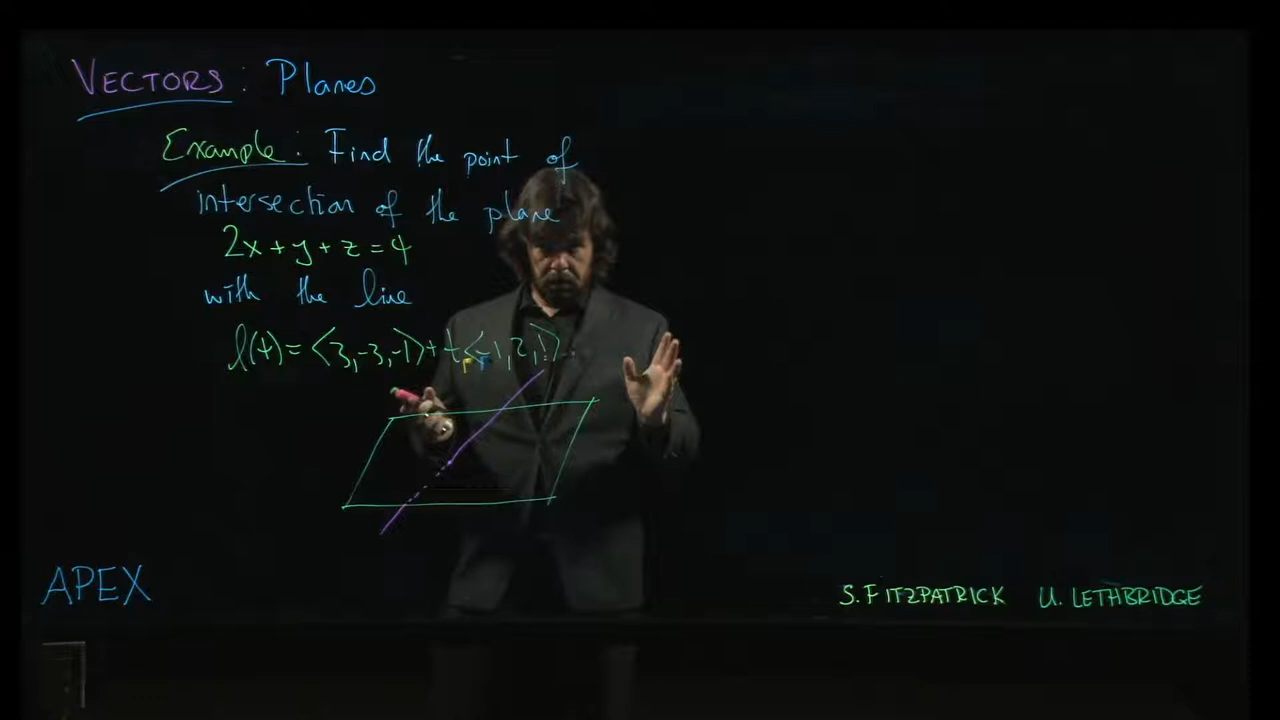 VECTORS: Planes
Example: Find the point of
intersection of the plane
2x+y+z=4
with the line
l(t)=⟨3,-3,-1⟩+t⟨-1,2,1⟩
APEX
S. FITZPATRICK U. LETHBRIDGE